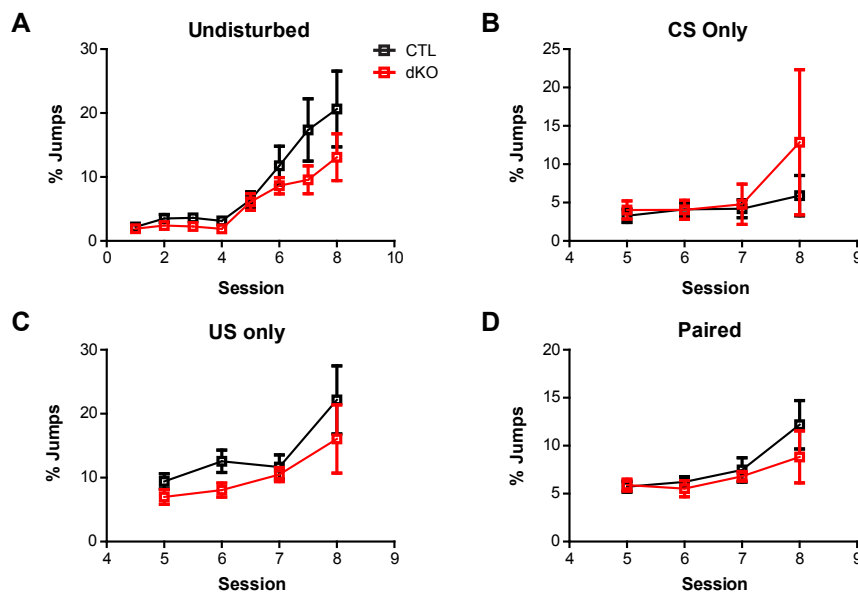 A
Undisturbed
CTL
dKO
30
20
10
0
% Jumps
0 2 4 6 8 10
Session
B
CS Only
25
20
15
10
5
0
% Jumps
4 5 6 7 8 9
Session
C
US only
30
20
10
0
% Jumps
4 5 6 7 8 9
Session
D
Paired
20
15
10
5
0
% Jumps
4 5 6 7 8 9
Session